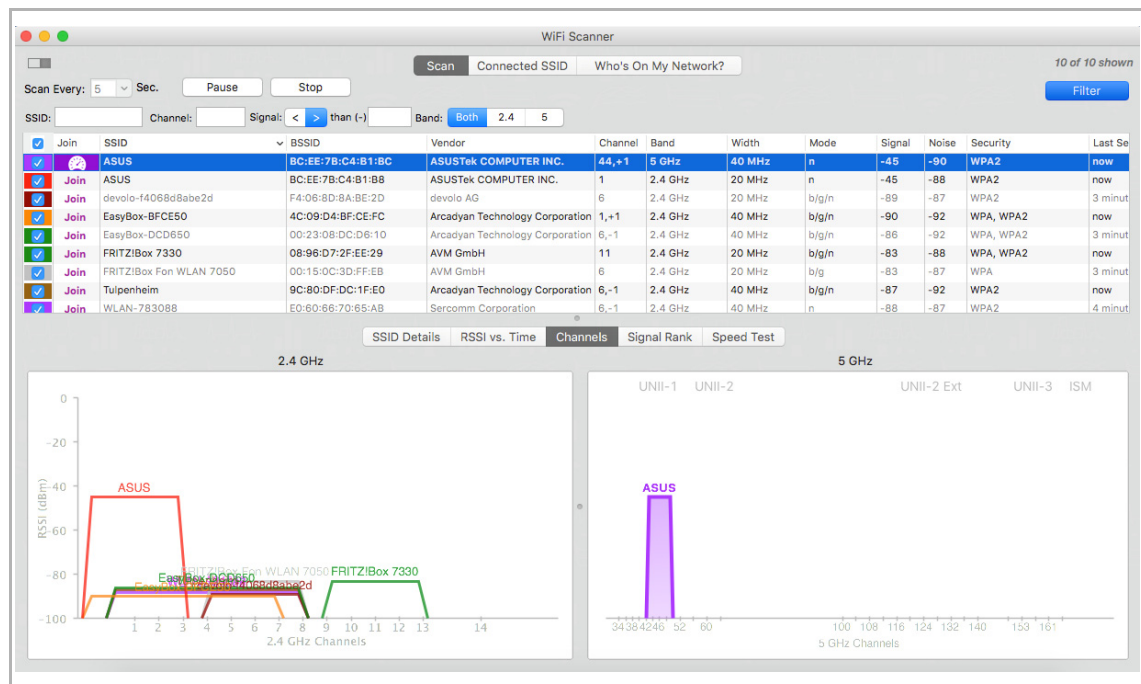 WiFi Scanner
Scan Connected SSID Who's On My Network? 10 of 10 shown
Scan Every: 5 Sec. Pause Stop Filter
SSID: Channel: Signal: < > than (-) Band: Both 2.4 5
Join SSID BSSID Vendor Channel Band Width Mode Signal Noise Security Last Se
ASUS BC:EE:7B:C4:B1:BC ASUSTek COMPUTER INC. 44,+1 5 GHz 40 MHz n -45 -90 WPA2 now
Join ASUS BC:EE:7B:C4:B1:B8 ASUSTek COMPUTER INC. 1 2.4 GHz 20 MHz n -45 -88 WPA2 now
Join devolo-f4068d8abe2d F4:06:8D:8A:BE:2D devolo AG 6 2.4 GHz 20 MHz b/g/n -89 -87 WPA2 3 minut
Join EasyBox-BFCE50 4C:09:D4:BF:CE:FC Arcadyan Technology Corporation 1,+1 2.4 GHz 40 MHz b/g/n -90 -92 WPA, WPA2 now
Join EasyBox-DCD650 00:23:08:DC:D6:10 Arcadyan Technology Corporation 6,-1 2.4 GHz 40 MHz b/g/n -86 -92 WPA, WPA2 3 minut
Join FRITZ!Box 7330 08:96:D7:2F:EE:29 AVM GmbH 11 2.4 GHz 20 MHz b/g/n -83 -88 WPA, WPA2 now
Join FRITZ!Box Fon WLAN 7050 00:15:0C:3D:FF:EB AVM GmbH 6 2.4 GHz 20 MHz b/g -83 -87 WPA 3 minut
Join Tulpenheim 9C:80:DF:DC:1F:E0 Arcadyan Technology Corporation 6,-1 2.4 GHz 40 MHz b/g/n -87 -92 WPA2 now
Join WLAN-783088 E0:60:66:70:65:AB Sercomm Corporation 6,-1 2.4 GHz 40 MHz n -88 -87 WPA2 4 minut
SSID Details RSSI vs. Time Channels Signal Rank Speed Test
2.4 GHz 5 GHz
UNII-1 UNII-2 UNII-2 Ext UNII-3 ISM
0
-20
-40
ASUS ASUS
RSSI (dBm)
-60
FRITZ!Box Fon WLAN 7050 FRITZ!Box 7330
-80
EasyBox-DCD650
devolo-f4068d8abe2d
-100
1 2 3 4 5 6 7 8 9 10 11 12 13 14
2.4 GHz Channels
34 38 42 46 52 60 100 108 116 124 132 140 153 161
5 GHz Channels